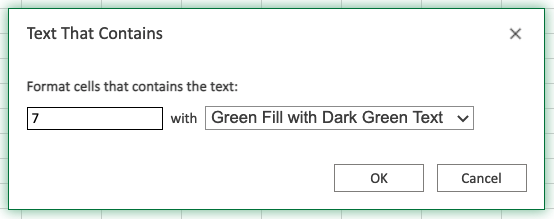 Text That Contains
Format cells that contains the text:
7 with Green Fill with Dark Green Text
OK Cancel